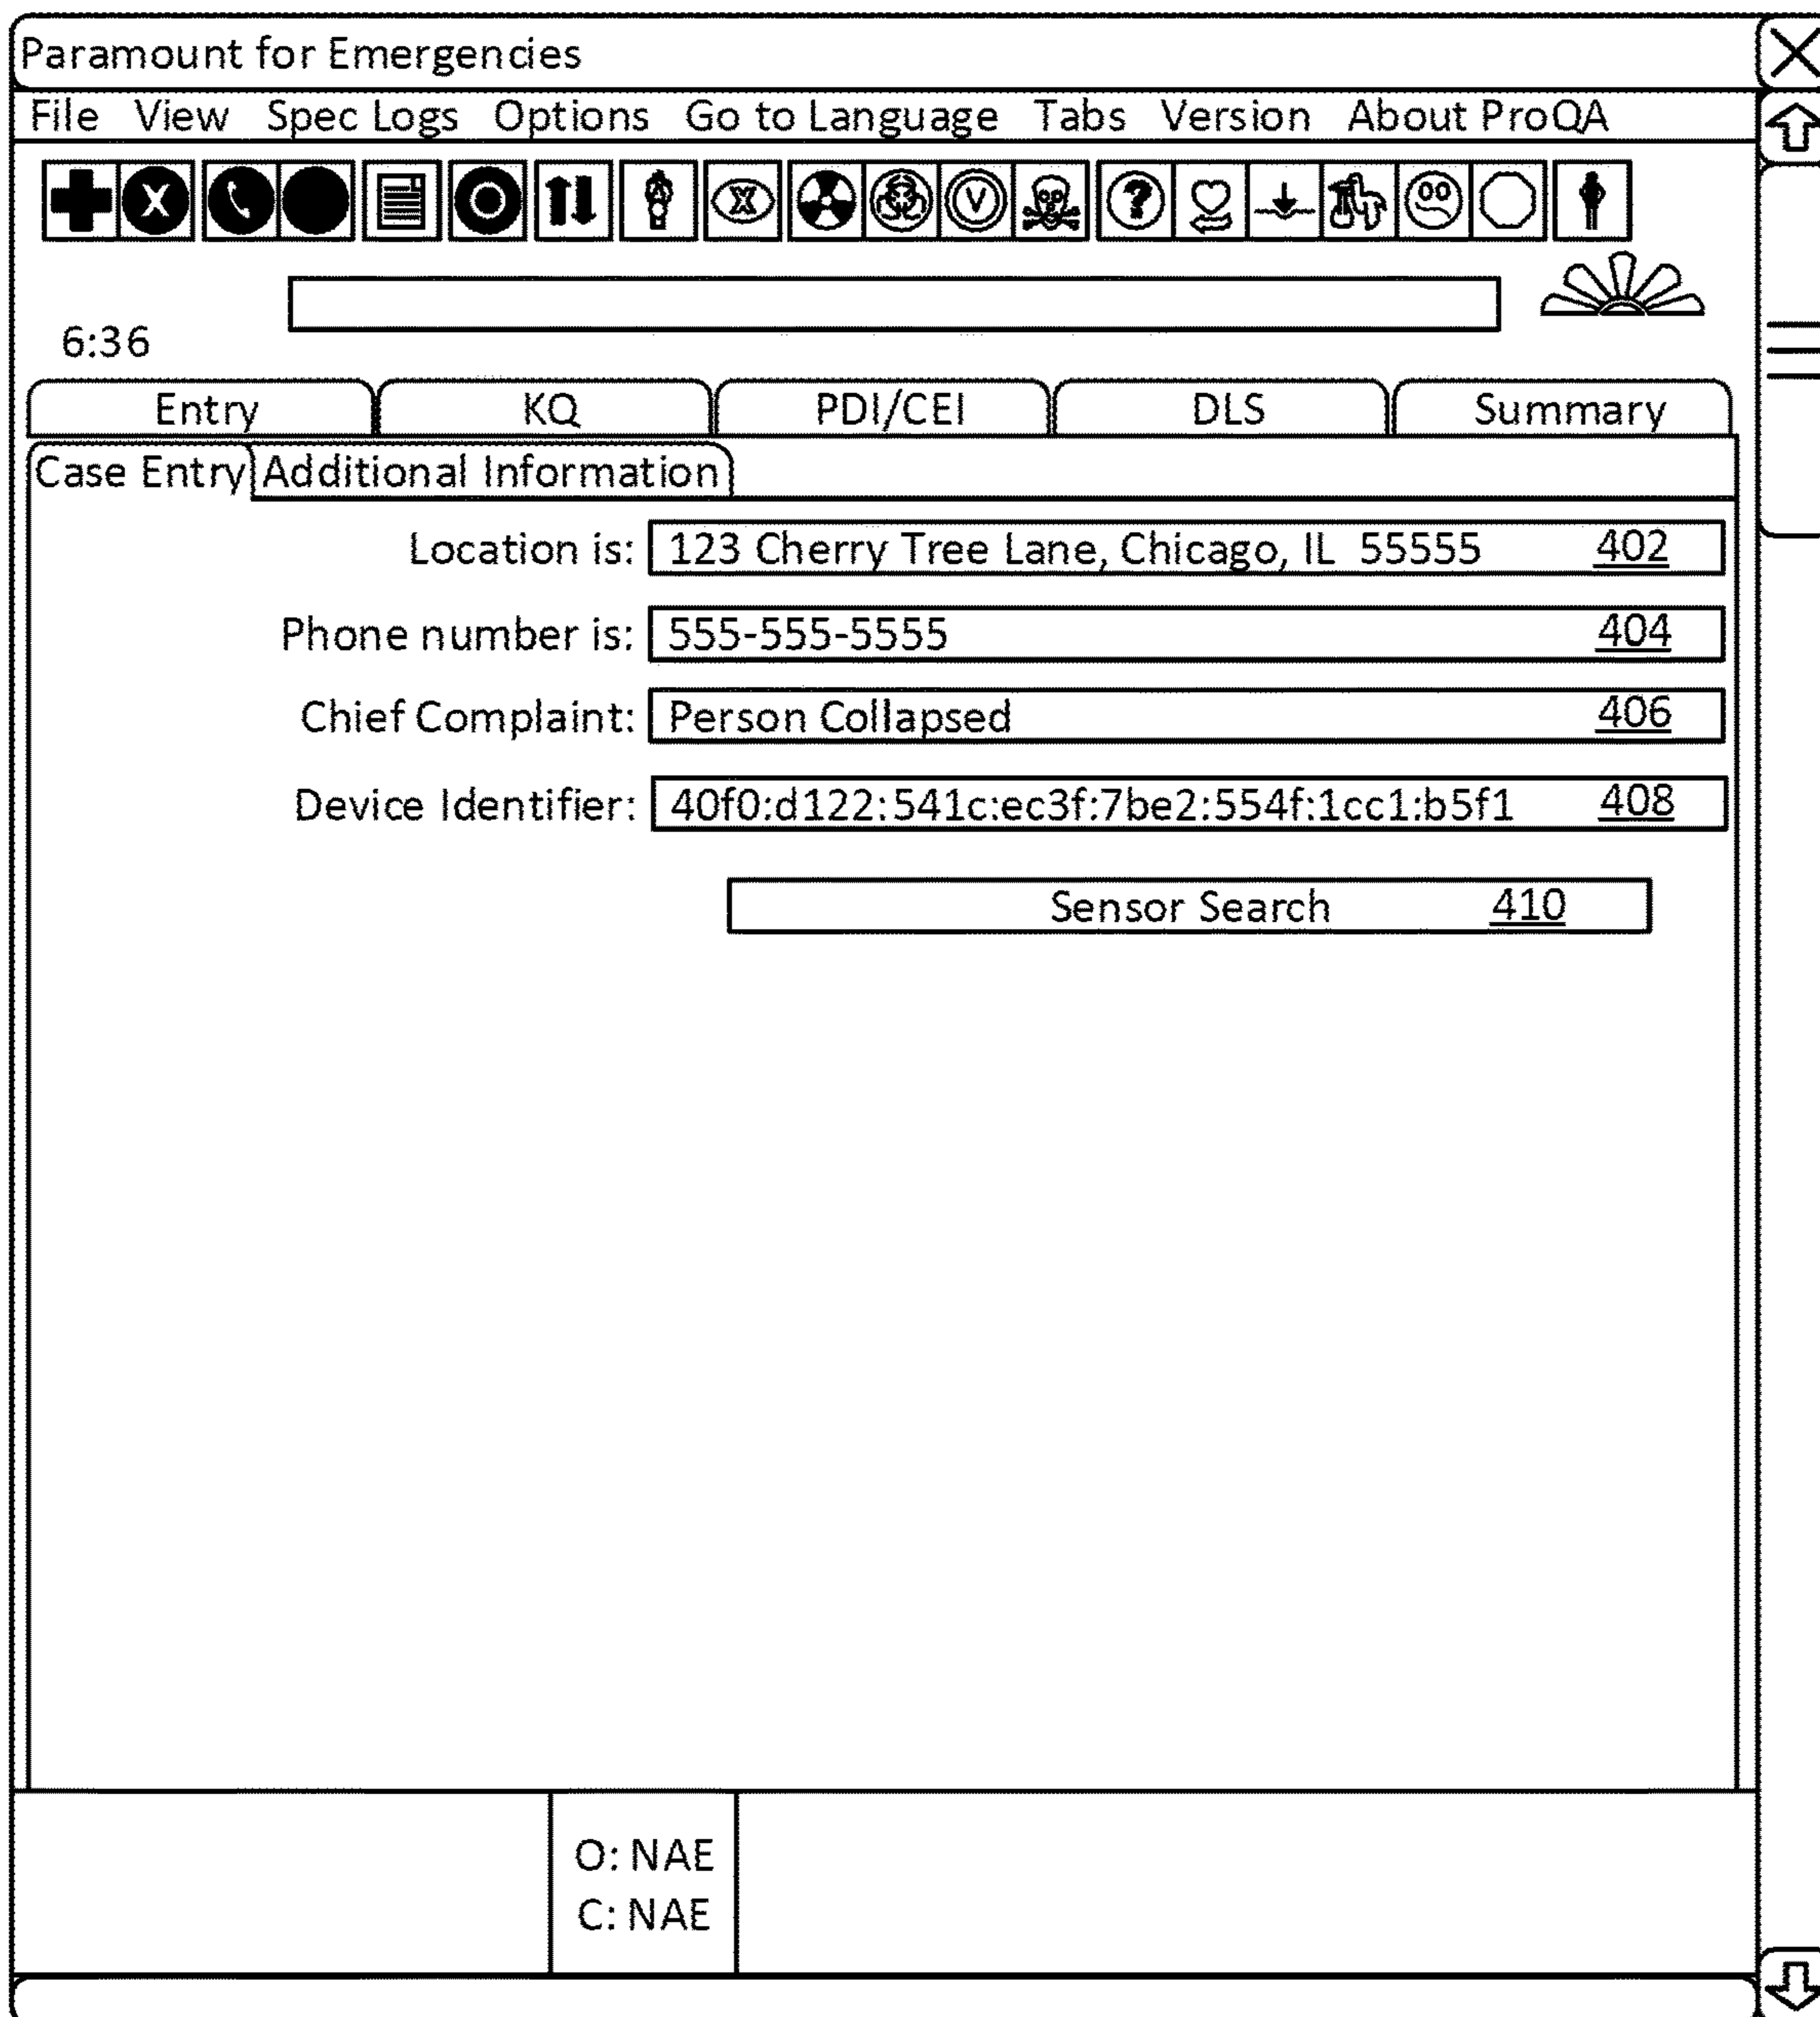 Paramount for Emergencies
File View Spec Logs Options Go to Language Tabs Version About ProQA
X X V ?
6:36
Entry KQ PDI/CEI DLS Summary
Case Entry Additional Information
Location is: 123 Cherry Tree Lane, Chicago, IL 55555 402
Phone number is: 555-555-5555 404
Chief Complaint: Person Collapsed 406
Device Identifier: 40f0:d122:541c:ec3f:7be2:554f:1cc1:b5f1 408
Sensor Search 410
O: NAE
C: NAE